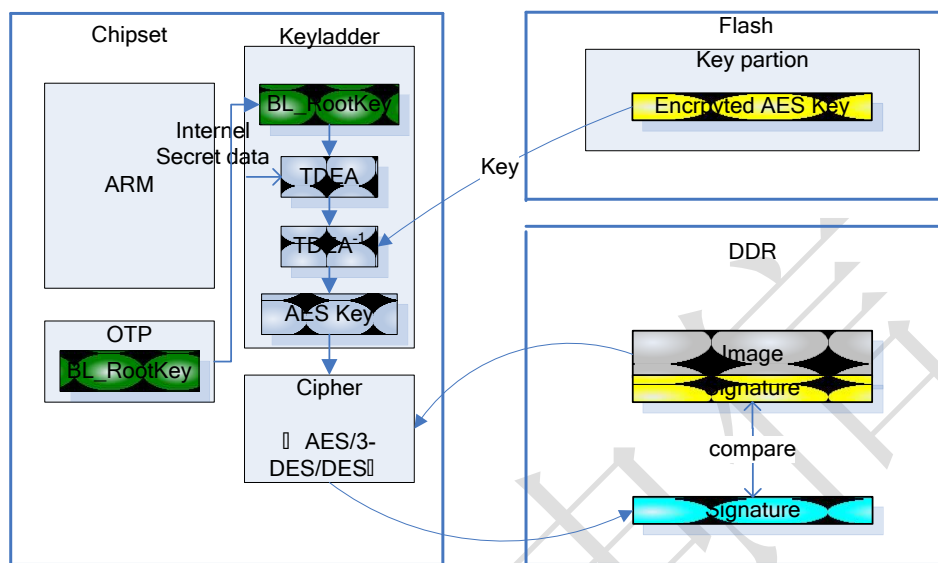 Chipset
Keyladder
BL_RootKey
Internel
Secret data
TDEA
ARM
TDEA-1
AES Key
OTP
BL_RootKey
Cipher
AES/3-
DES/DES
Flash
Key partion
Encrpyted AES Key
Key
DDR
Image
Signature
compare
Signature